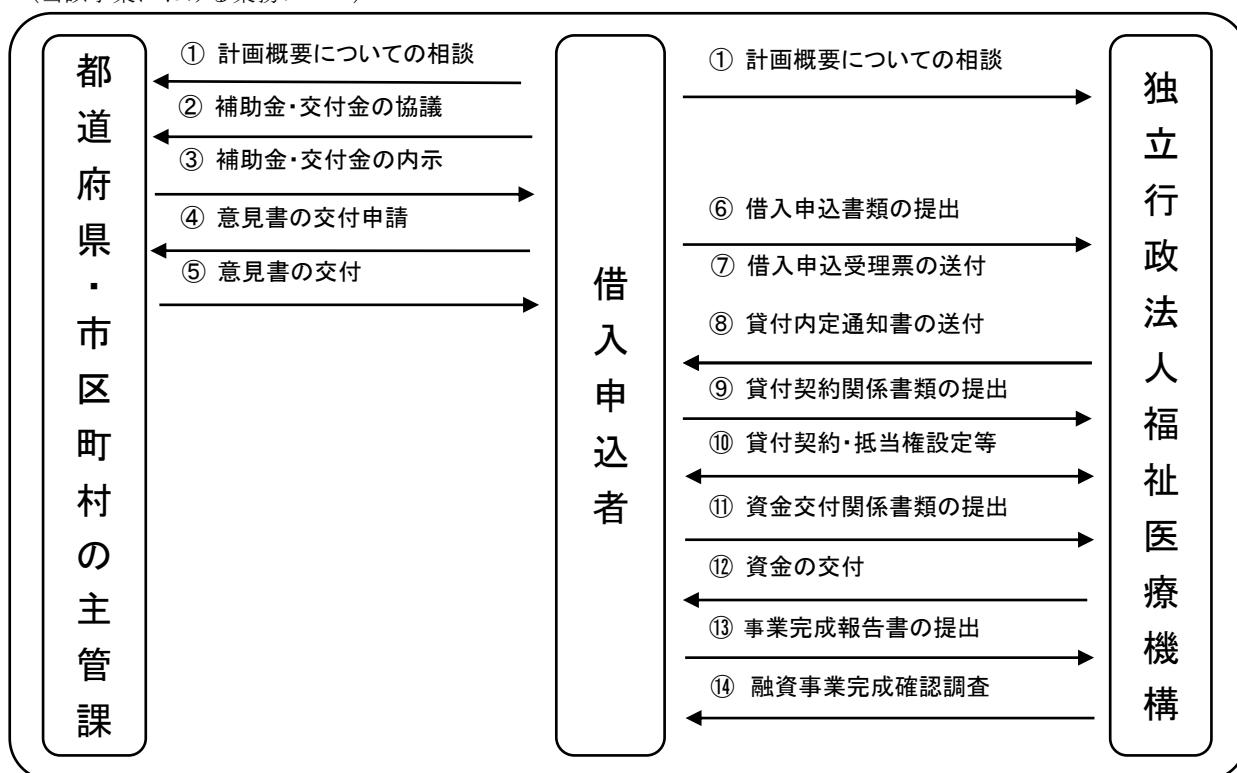 都道府県・市区町村の主管課
① 計画概要についての相談
② 補助金・交付金の協議
③ 補助金・交付金の内示
④ 意見書の交付申請
⑤ 意見書の交付
借入申込者
① 計画概要についての相談
⑥ 借入申込書類の提出
⑦ 借入申込受理票の送付
⑧ 貸付内定通知書の送付
⑨ 貸付契約関係書類の提出
⑩ 貸付契約・抵当権設定等
⑪ 資金交付関係書類の提出
⑫ 資金の交付
⑬ 事業完成報告書の提出
⑭ 融資事業完成確認調査
独立行政法人福祉医療機構